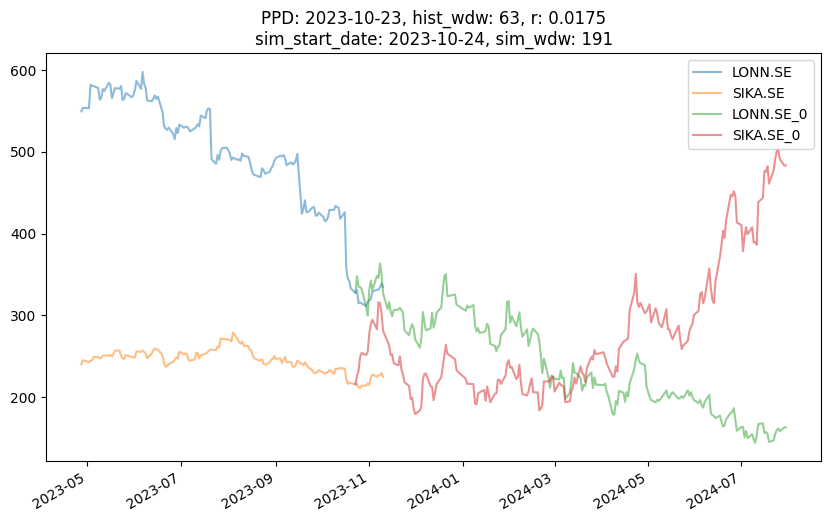 PPD: 2023-10-23, hist_wdw: 63, r: 0.0175
sim_start_date: 2023-10-24, sim_wdw: 191
LONN.SE
SIKA.SE
LONN.SE_0
SIKA.SE_0
600
500
400
300
200
2023-05
2023-07
2023-09
2023-11
2024-01
2024-03
2024-05
2024-07